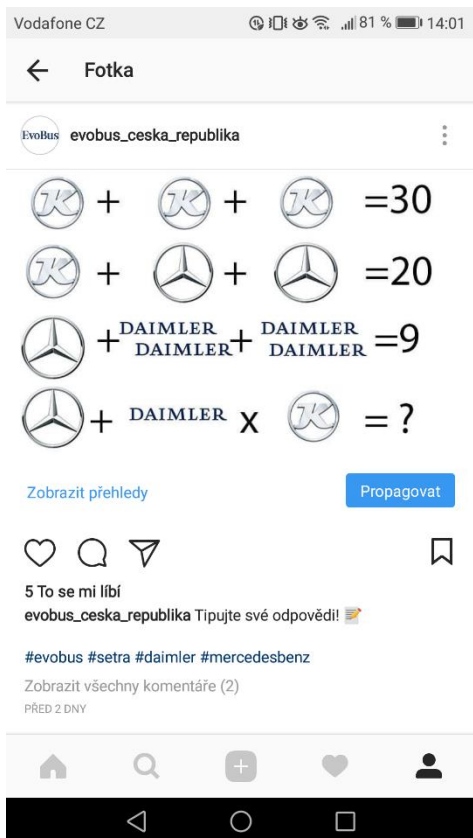 Vodafone CZ 81 % 14:01
Fotka
EvoBus evobus_ceska_republika
K + K + K =30
K + + =20
+ DAIMLER DAIMLER + DAIMLER DAIMLER =9
+ DAIMLER x K = ?
Zobrazit přehledy Propagovat
5 To se mi líbí
evobus_ceska_republika Tipujte své odpovědi! 📝
#evobus #setra #daimler #mercedesbenz
Zobrazit všechny komentáře (2)
PŘED 2 DNY